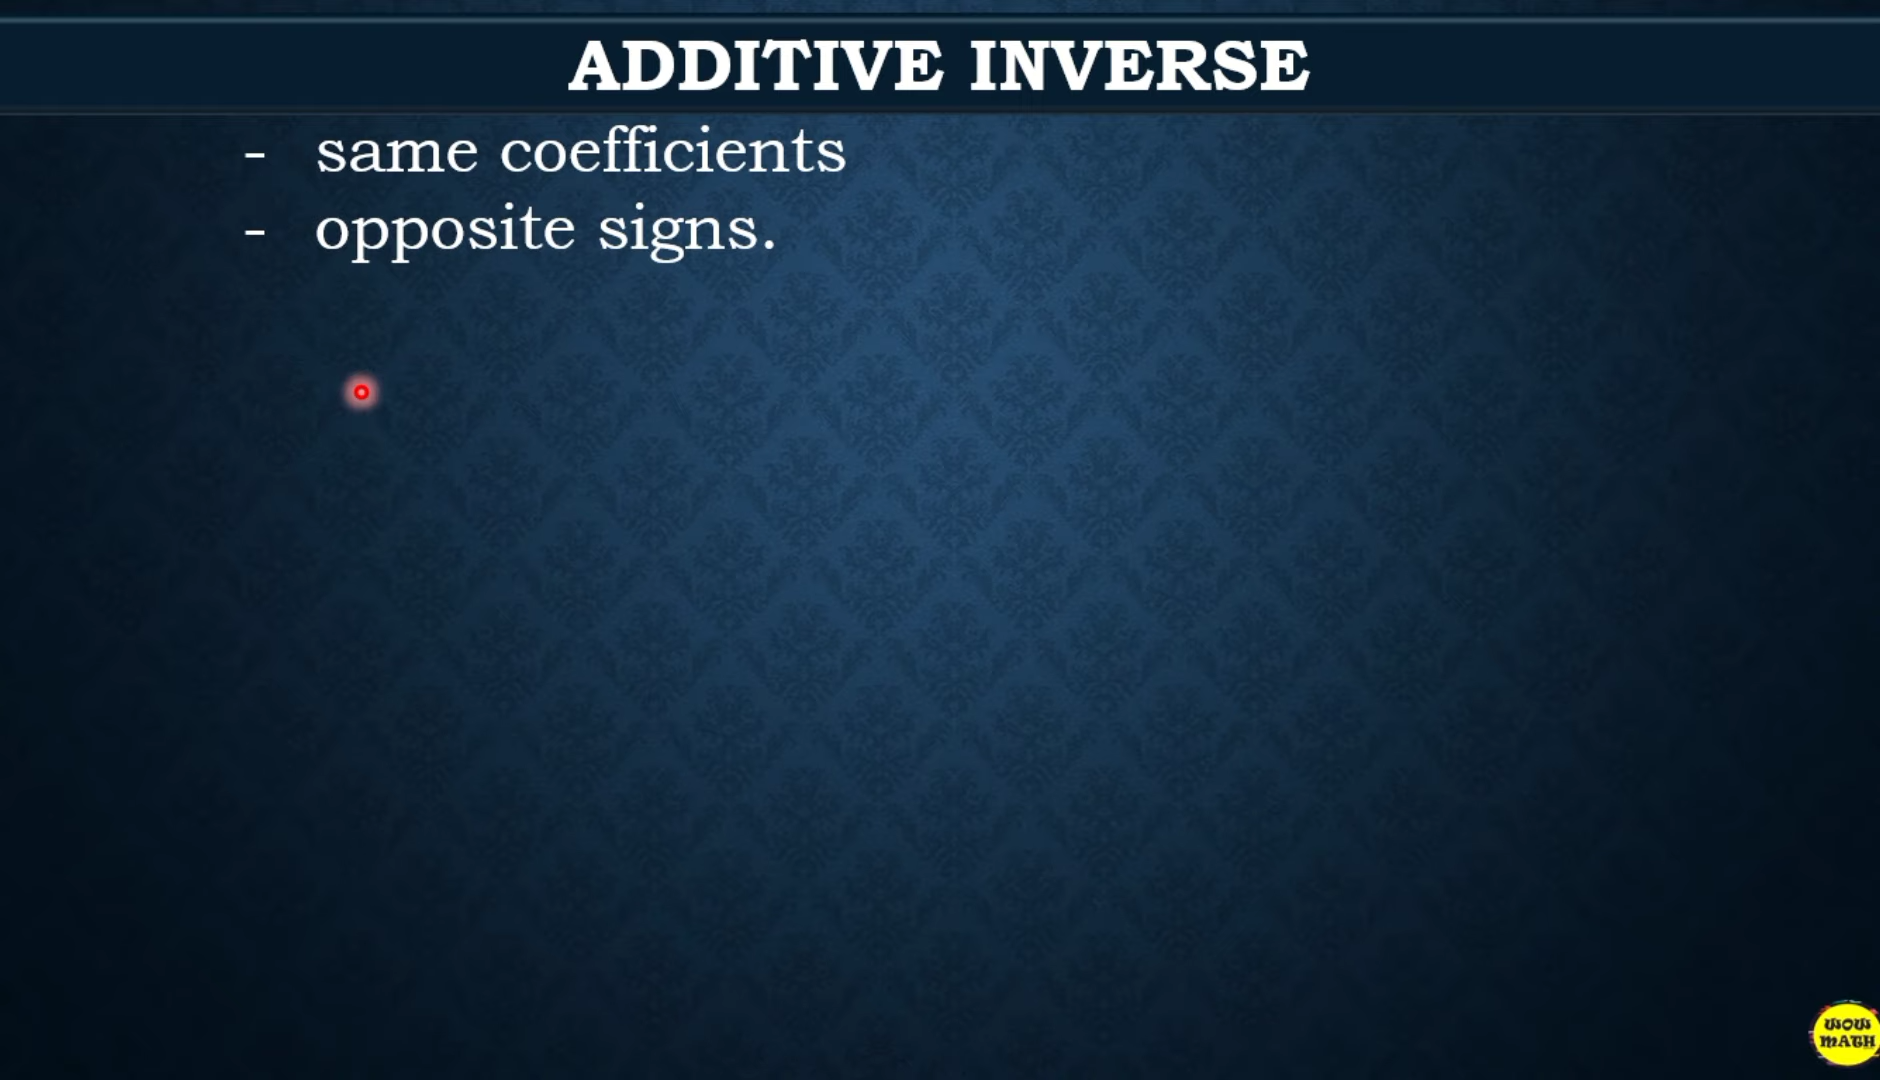 ADDITIVE INVERSE
- same coefficients
- opposite signs.
WOW
MATH